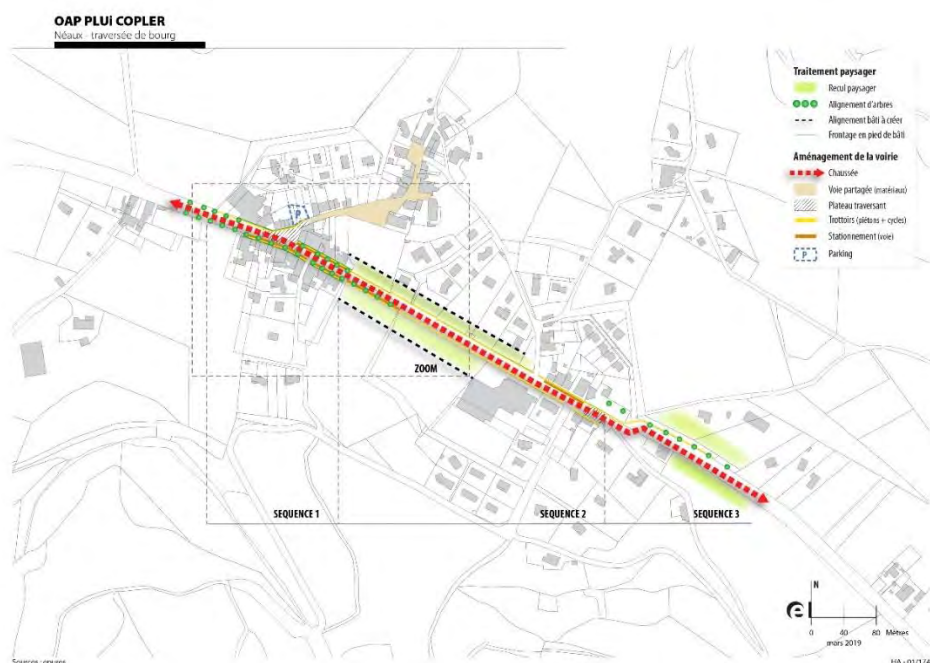 OAP PLUi COPLER
Néaux - traversée de bourg
Traitement paysager
Recul paysager
Alignement d'arbres
Alignement bâti à créer
Frontage en pied de bâti
Aménagement de la voirie
Chaussée
Voie partagée (matériaux)
Plateau traversant
Trottoirs (piétons + cycles)
Stationnement (voie)
P Parking
P
ZOOM
SEQUENCE 1
SEQUENCE 2
SEQUENCE 3
N
0 40 80 Mètres
mars 2019
Sources : epures